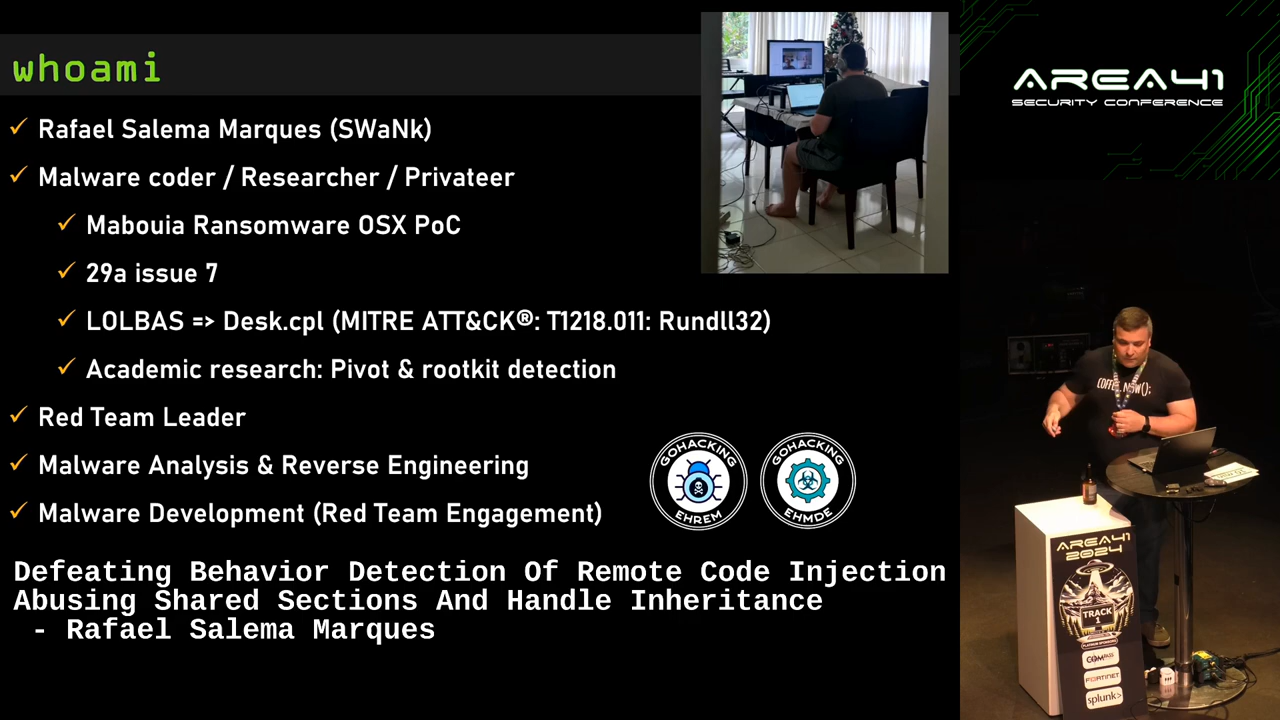 whoami
Rafael Salema Marques (SWaNk)
Malware coder / Researcher / Privateer
Mabouia Ransomware OSX PoC
29a issue 7
LOLBAS => Desk.cpl (MITRE ATT&CK®: T1218.011: Rundll32)
Academic research: Pivot & rootkit detection
Red Team Leader
Malware Analysis & Reverse Engineering
Malware Development (Red Team Engagement)
GOHACKING
EHREM
GOHACKING
EHMDE
Defeating Behavior Detection Of Remote Code Injection
Abusing Shared Sections And Handle Inheritance
- Rafael Salema Marques
AREA41
SECURITY CONFERENCE
AREA41
2024
TRACK
1
COMPASS
FORTINET
splunk>